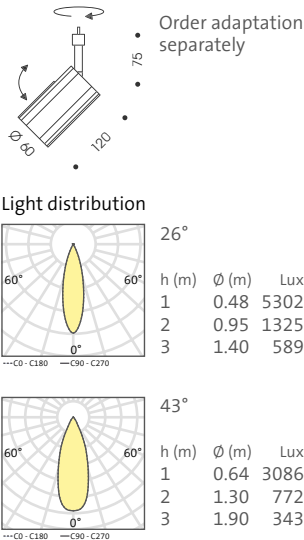 Order adaptation
separately
75
Ø 60
120
Light distribution
26°
60° 60°
0°
---C0 - C180 —C90 - C270
h (m) Ø (m) Lux
1 0.48 5302
2 0.95 1325
3 1.40 589
43°
60° 60°
0°
---C0 - C180 —C90 - C270
h (m) Ø (m) Lux
1 0.64 3086
2 1.30 772
3 1.90 343